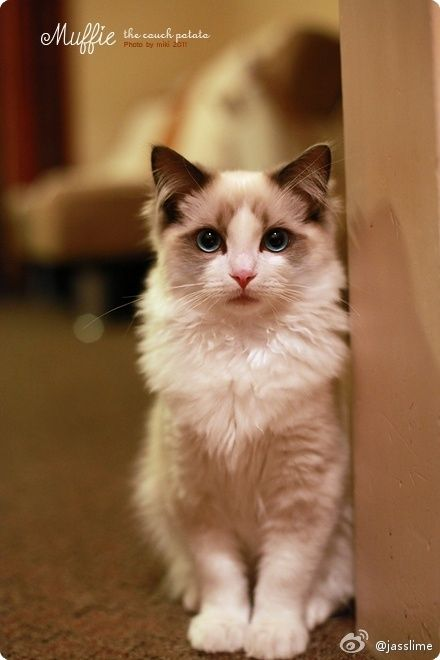 Muffie the couch potato
Photo by miki 2011
@jasslime